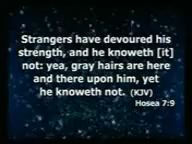 Strangers have devoured his
strength, and he knoweth [it]
not: yea, gray hairs are here
and there upon him, yet
he knoweth not. (KJV)
Hosea 7:9